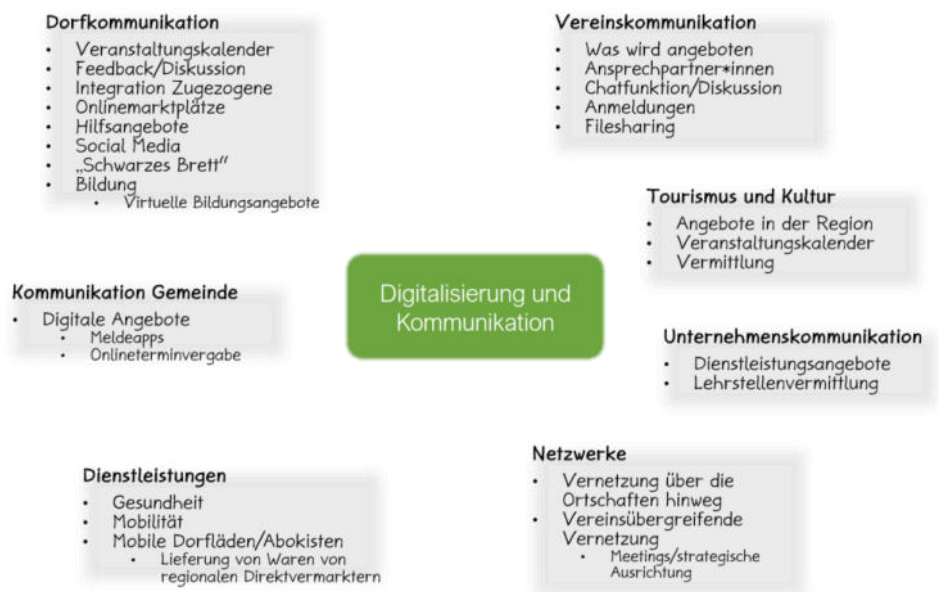 Dorfkommunikation
• Veranstaltungskalender
• Feedback/Diskussion
• Integration Zugezogene
• Onlinemarktplätze
• Hilfsangebote
• Social Media
• „Schwarzes Brett“
• Bildung
• Virtuelle Bildungsangebote
Vereinskommunikation
• Was wird angeboten
• Ansprechpartner*innen
• Chatfunktion/Diskussion
• Anmeldungen
• Filesharing
Tourismus und Kultur
• Angebote in der Region
• Veranstaltungskalender
• Vermittlung
Kommunikation Gemeinde
• Digitale Angebote
• Meldeapps
• Onlineterminvergabe
Digitalisierung und
Kommunikation
Unternehmenskommunikation
• Dienstleistungsangebote
• Lehrstellenvermittlung
Dienstleistungen
• Gesundheit
• Mobilität
• Mobile Dorfläden/Abokisten
• Lieferung von Waren von
regionalen Direktvermarktern
Netzwerke
• Vernetzung über die
Ortschaften hinweg
• Vereinsübergreifende
Vernetzung
• Meetings/strategische
Ausrichtung